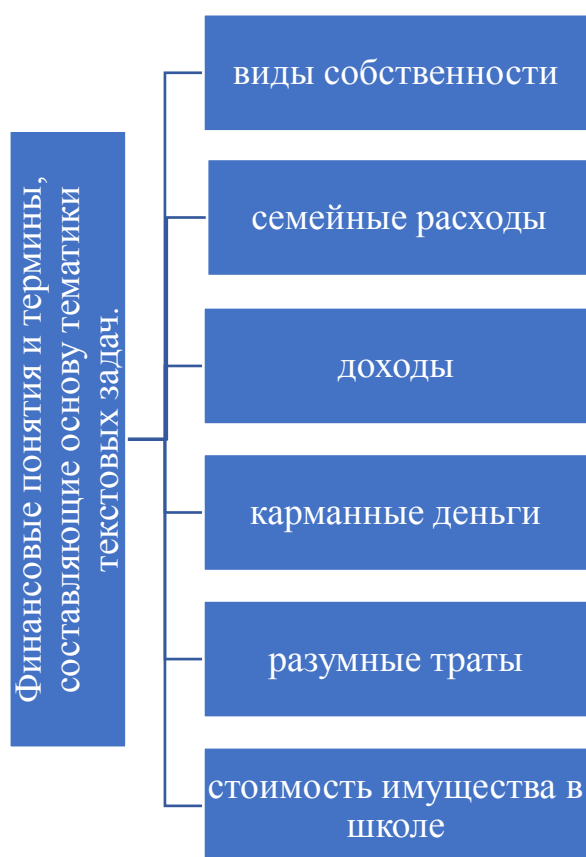 Финансовые понятия и термины,
составляющие основу тематики
текстовых задач.
виды собственности
семейные расходы
доходы
карманные деньги
разумные траты
стоимость имущества в
школе